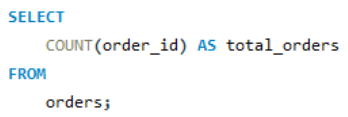 SELECT
COUNT(order_id) AS total_orders
FROM
orders;